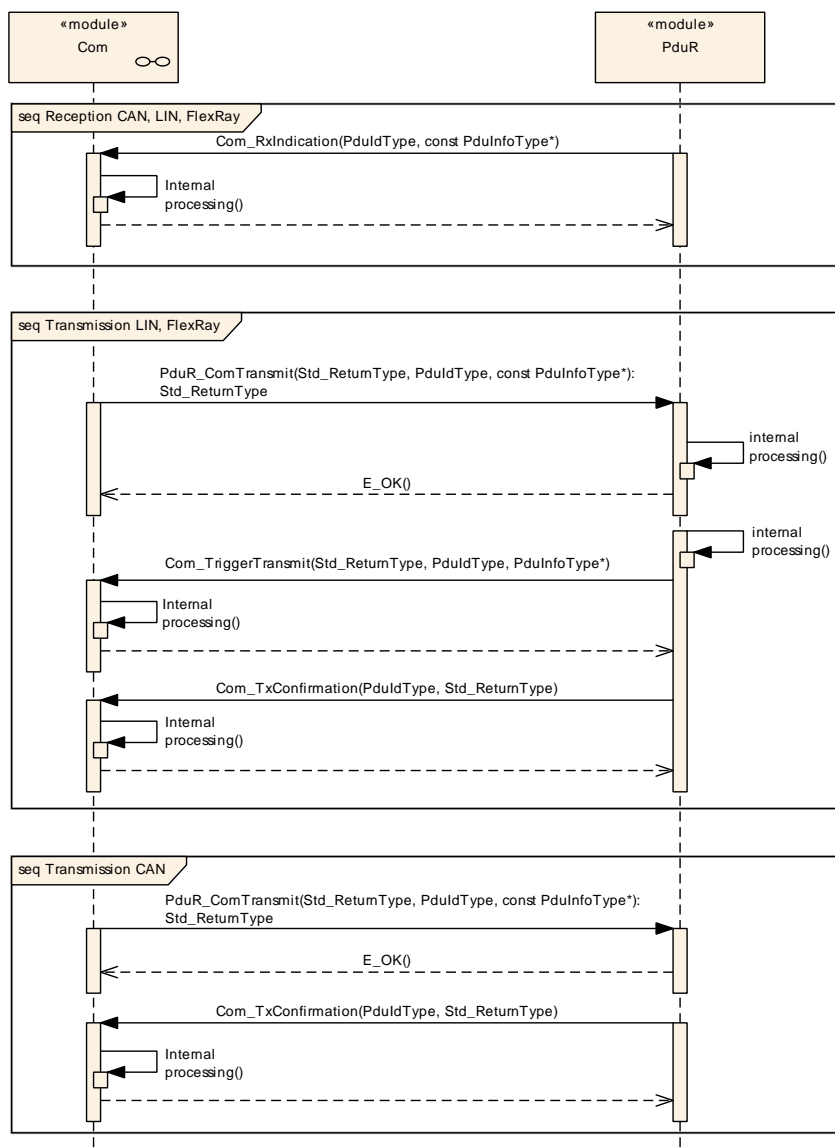 «module»
Com
«module»
PduR
seq Reception CAN, LIN, FlexRay
Com_RxIndication(PduIdType, const PduInfoType*)
Internal
processing()
seq Transmission LIN, FlexRay
PduR_ComTransmit(Std_ReturnType, PduIdType, const PduInfoType*):
Std_ReturnType
internal
processing()
E_OK()
internal
processing()
Com_TriggerTransmit(Std_ReturnType, PduIdType, PduInfoType*)
Internal
processing()
Com_TxConfirmation(PduIdType, Std_ReturnType)
Internal
processing()
seq Transmission CAN
PduR_ComTransmit(Std_ReturnType, PduIdType, const PduInfoType*):
Std_ReturnType
E_OK()
Com_TxConfirmation(PduIdType, Std_ReturnType)
Internal
processing()